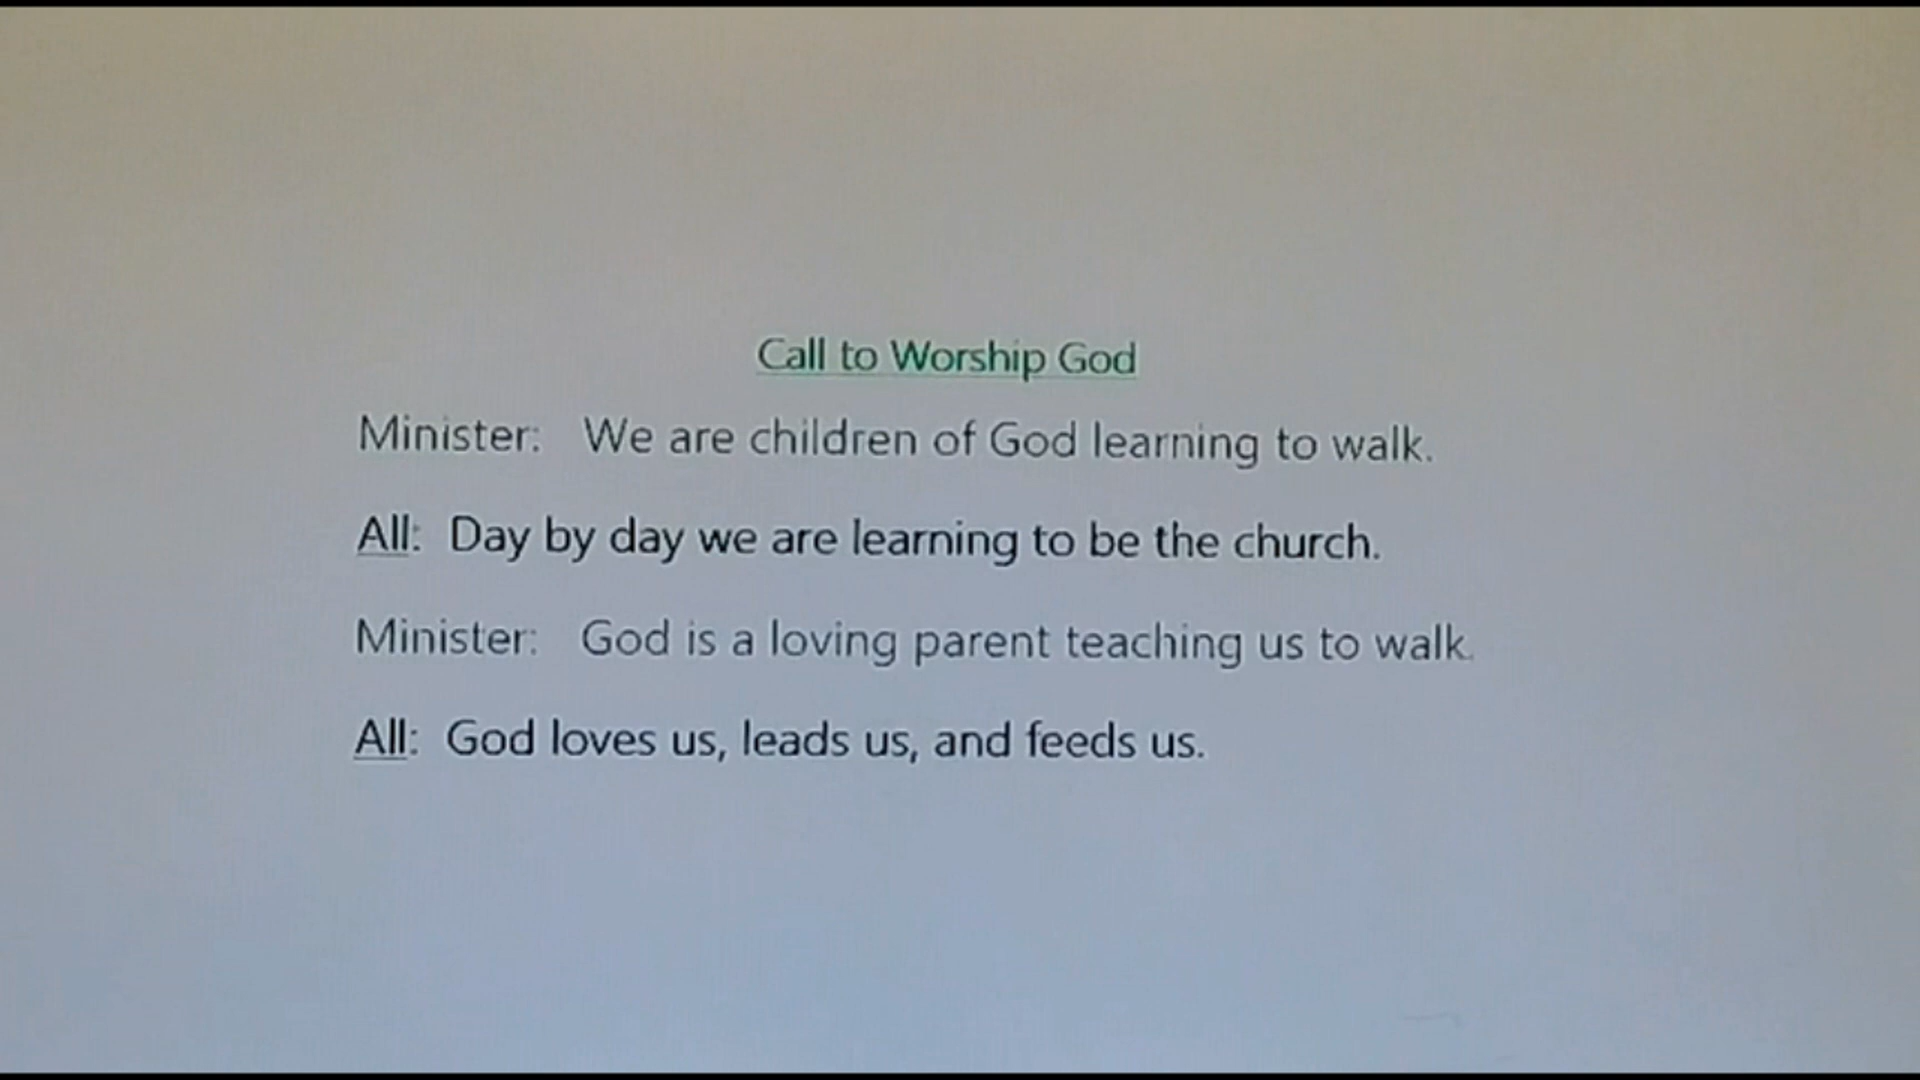 Call to Worship God
Minister: We are children of God learning to walk.
All: Day by day we are learning to be the church.
Minister: God is a loving parent teaching us to walk.
All: God loves us, leads us, and feeds us.